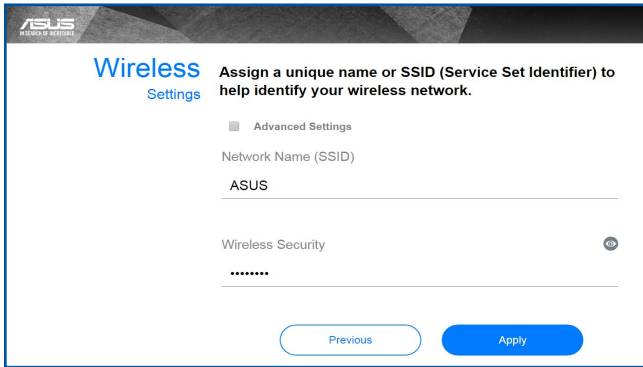 ASUS
IN SEARCH OF INCREDIBLE
Wireless
Settings
Assign a unique name or SSID (Service Set Identifier) to
help identify your wireless network.
Advanced Settings
Network Name (SSID)
ASUS
Wireless Security
••••••••
Previous
Apply